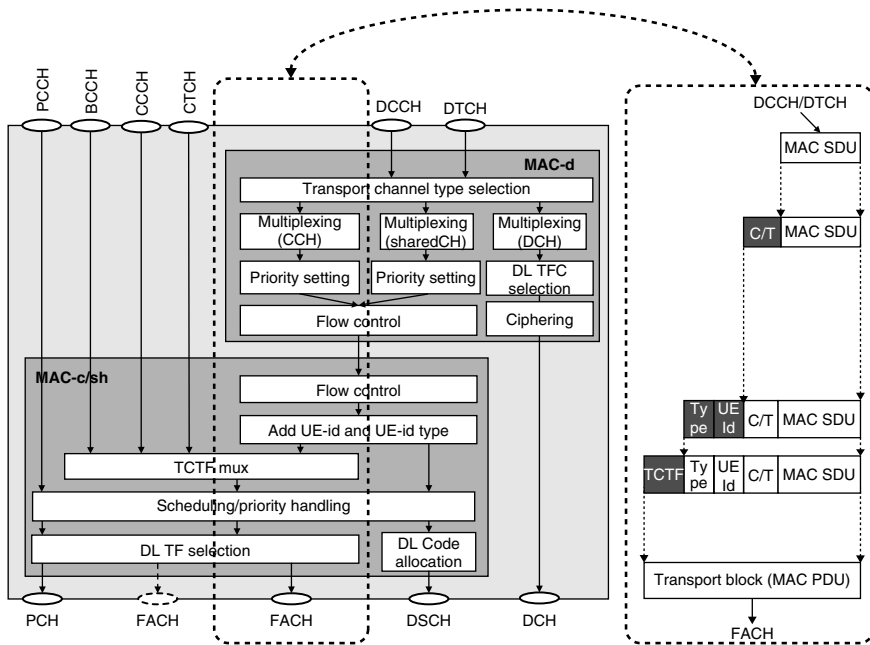 PCCH
BCCH
CCCH
CTCH
DCCH
DTCH
MAC-d
Transport channel type selection
Multiplexing
(CCH)
Multiplexing
(sharedCH)
Multiplexing
(DCH)
Priority setting
Priority setting
DL TFC
selection
Flow control
Ciphering
MAC-c/sh
Flow control
Add UE-id and UE-id type
TCTF mux
Scheduling/priority handling
DL TF selection
DL Code
allocation
PCH
FACH
FACH
DSCH
DCH
DCCH/DTCH
MAC SDU
C/T
MAC SDU
Ty
pe
UE
Id
C/T
MAC SDU
TCTF
Ty
pe
UE
Id
C/T
MAC SDU
Transport block (MAC PDU)
FACH